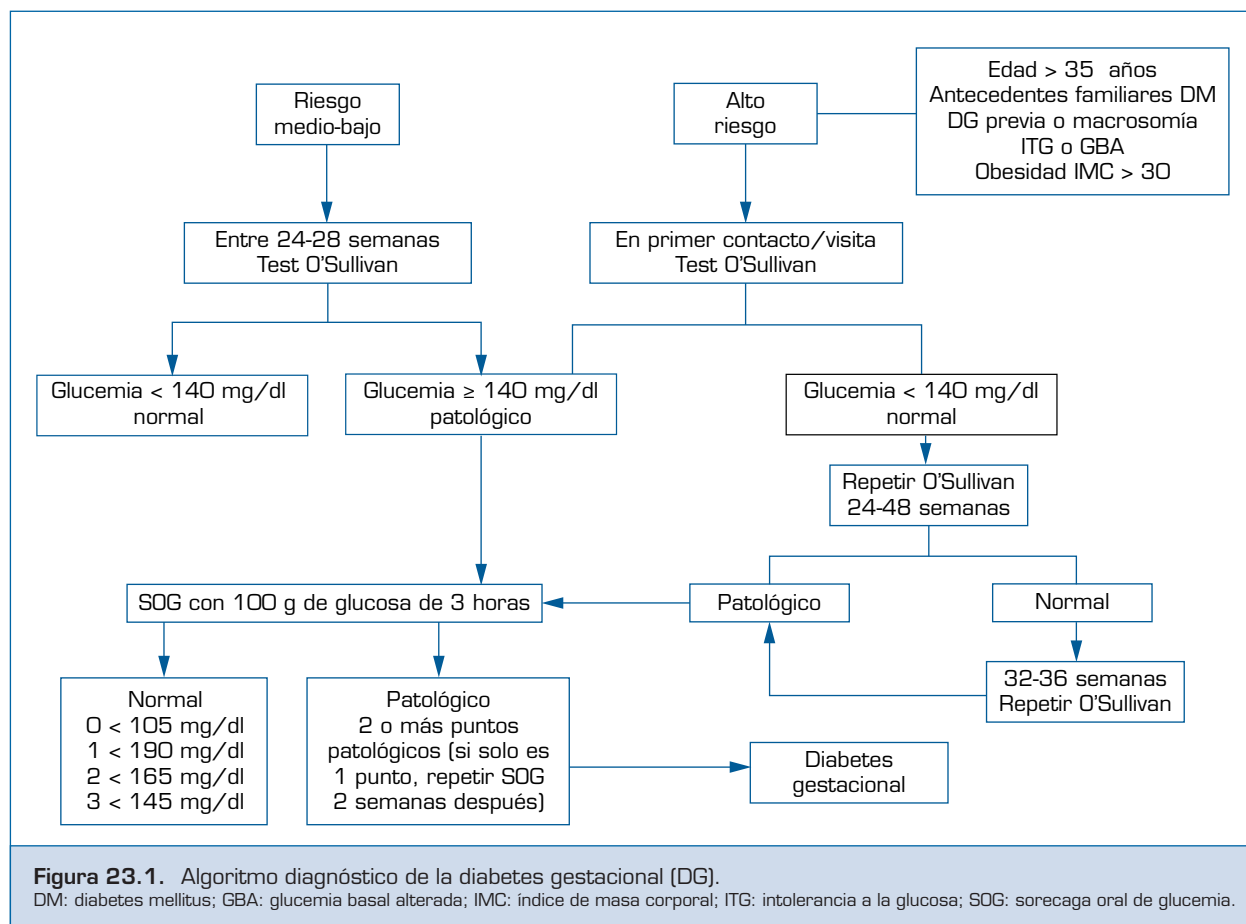 Riesgo
medio-bajo
Alto
riesgo
Edad > 35 años
Antecedentes familiares DM
DG previa o macrosomía
ITG o GBA
Obesidad IMC > 30
Entre 24-28 semanas
Test O'Sullivan
En primer contacto/visita
Test O'Sullivan
Glucemia < 140 mg/dl
normal
Glucemia ≥ 140 mg/dl
patológico
Glucemia < 140 mg/dl
normal
Repetir O'Sullivan
24-48 semanas
SOG con 100 g de glucosa de 3 horas
Patológico
Normal
32-36 semanas
Repetir O'Sullivan
Normal
0 < 105 mg/dl
1 < 190 mg/dl
2 < 165 mg/dl
3 < 145 mg/dl
Patológico
2 o más puntos
patológicos (si solo es
1 punto, repetir SOG
2 semanas después)
Diabetes
gestacional
Figura 23.1. Algoritmo diagnóstico de la diabetes gestacional (DG).
DM: diabetes mellitus; GBA: glucemia basal alterada; IMC: índice de masa corporal; ITG: intolerancia a la glucosa; SOG: sorecaga oral de glucemia.